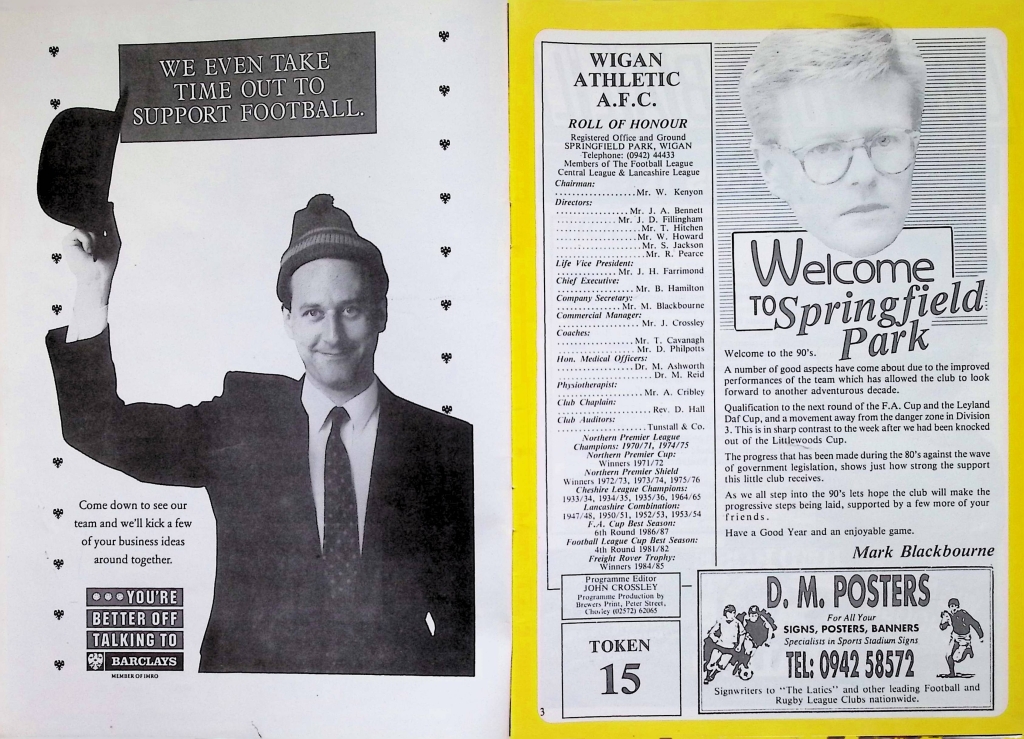 WE EVEN TAKE
TIME OUT TO
SUPPORT FOOTBALL.
Come down to see our
team and we'll kick a few
of your business ideas
around together.
YOU'RE
BETTER OFF
TALKING TO
BARCLAYS
MEMBER OF IMRO
WIGAN
ATHLETIC
A.F.C.
ROLL OF HONOUR
Registered Office and Ground
SPRINGFIELD PARK, WIGAN
Telephone: (0942) 44433
Members of The Football League
Central League & Lancashire League
Chairman:
....................Mr. W. Kenyon
Directors:
..................Mr. J. A. Bennett
................Mr. J. D. Fillingham
.....................Mr. T. Hitchen
.....................Mr. W. Howard
.....................Mr. S. Jackson
......................Mr. R. Pearce
Life Vice President:
...............Mr. J. H. Farrimond
Chief Executive:
...................Mr. B. Hamilton
Company Secretary:
................Mr. M. Blackbourne
Commercial Manager:
.....................Mr. J. Crossley
Coaches:
...................Mr. T. Cavanagh
....................Mr. D. Philpotts
Hon. Medical Officers:
...................Dr. M. Ashworth
........................Dr. M. Reid
Physiotherapist:
.....................Mr. A. Cribley
Club Chaplain:
.......................Rev. D. Hall
Club Auditors:
......................Tunstall & Co.
Northern Premier League
Champions: 1970/71, 1974/75
Northern Premier Cup:
Winners 1971/72
Northern Premier Shield
Winners 1972/73, 1973/74, 1975/76
Cheshire League Champions:
1933/34, 1934/35, 1935/36, 1964/65
Lancashire Combination:
1947/48, 1950/51, 1952/53, 1953/54
F.A. Cup Best Season:
6th Round 1986/87
Football League Cup Best Season:
4th Round 1981/82
Freight Rover Trophy:
Winners 1984/85
Programme Editor
JOHN CROSSLEY
Programme Production by
Brewers Print, Peter Street,
Chorley (02572) 62065
TOKEN
15
3
Welcome
TO Springfield
Park
Welcome to the 90's.
A number of good aspects have come about due to the improved
performances of the team which has allowed the club to look
forward to another adventurous decade.
Qualification to the next round of the F.A. Cup and the Leyland
Daf Cup, and a movement away from the danger zone in Division
3. This is in sharp contrast to the week after we had been knocked
out of the Littlewoods Cup.
The progress that has been made during the 80's against the wave
of government legislation, shows just how strong the support
this little club receives.
As we all step into the 90's lets hope the club will make the
progressive steps being laid, supported by a few more of your
friends.
Have a Good Year and an enjoyable game.
Mark Blackbourne
D. M. POSTERS
For All Your
SIGNS, POSTERS, BANNERS
Specialists in Sports Stadium Signs
TEL: 0942 58572
Signwriters to "The Latics" and other leading Football and
Rugby League Clubs nationwide.